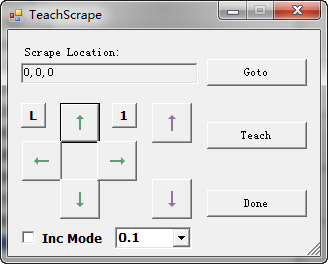 TeachScrape
Scrape Location:
0, 0, 0
Goto
L
1
Teach
Done
Inc Mode
0.1